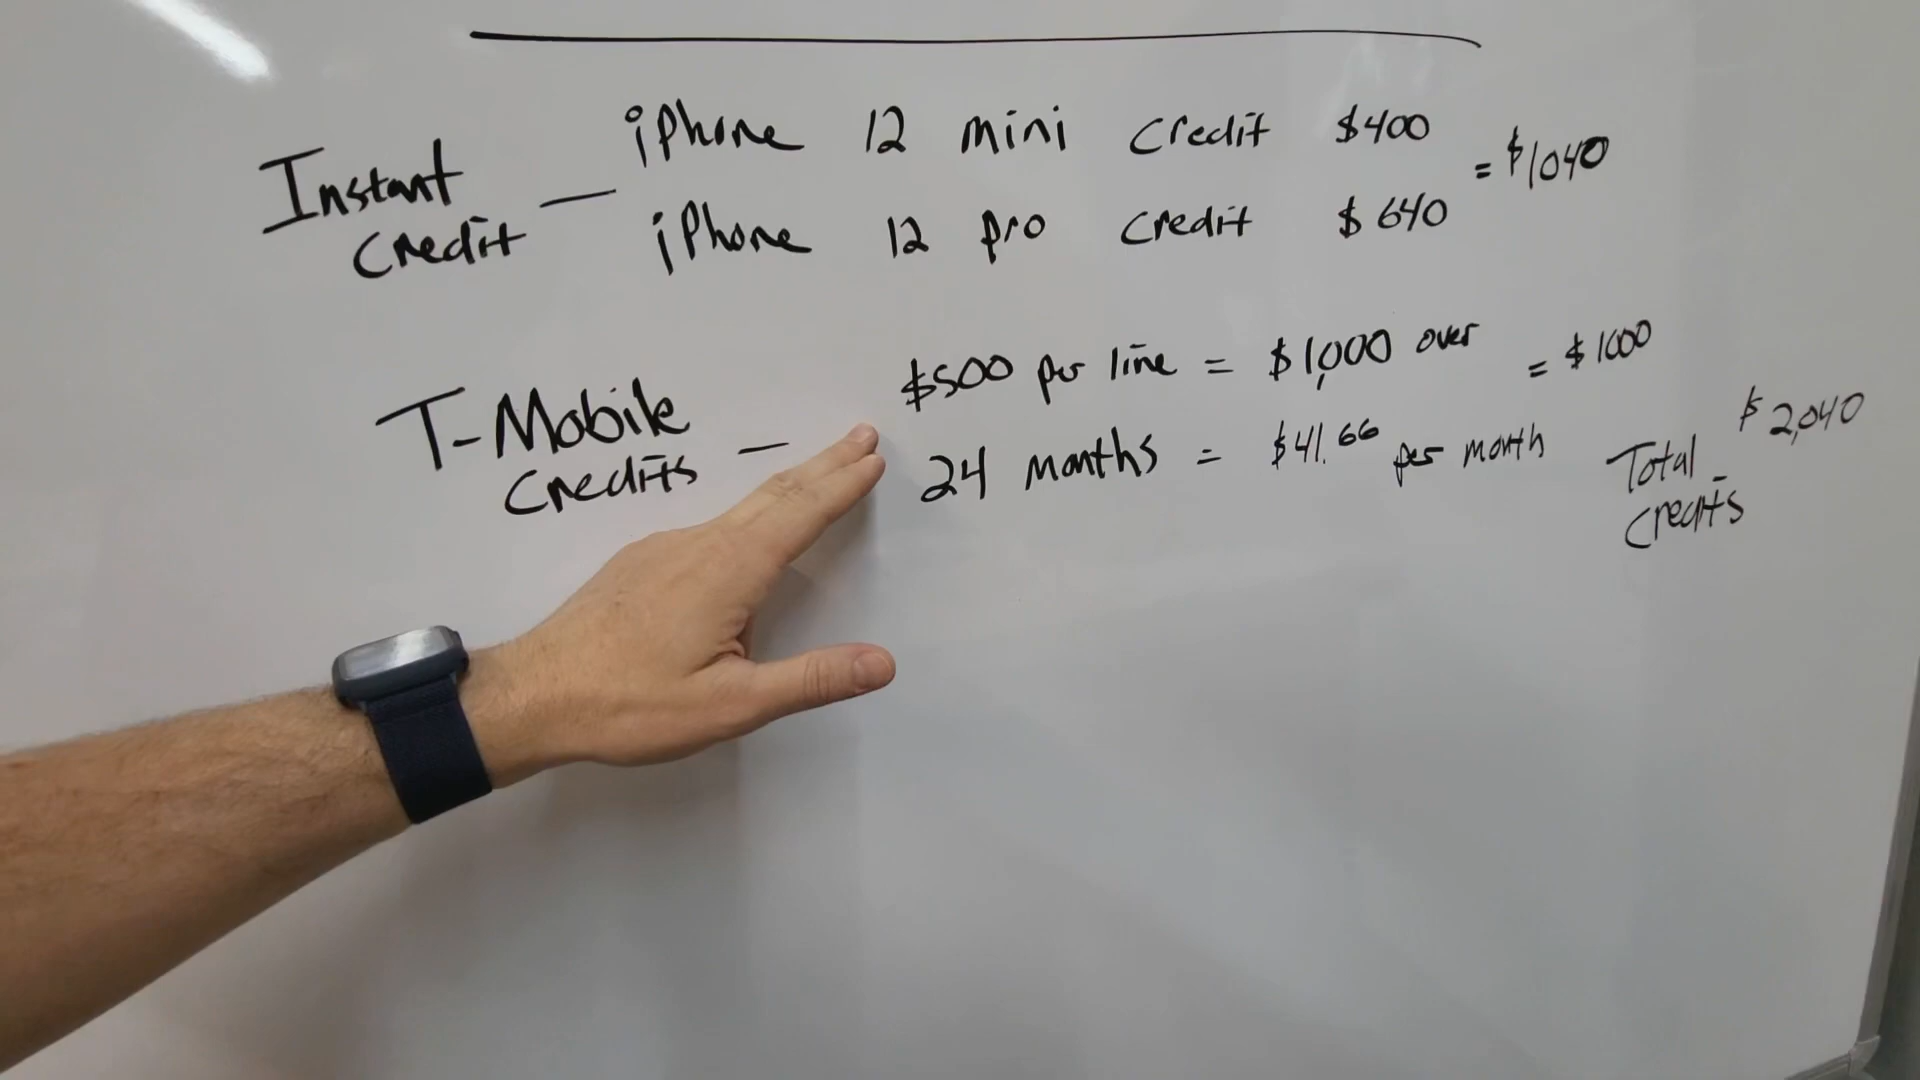 Instant Credit — iPhone 12 mini credit $400 = $1040
iPhone 12 pro credit $640
T-Mobile Credits — $500 per line = $1,000 over = $1000
24 months = $41.66 per month
Total Credits - $2,040